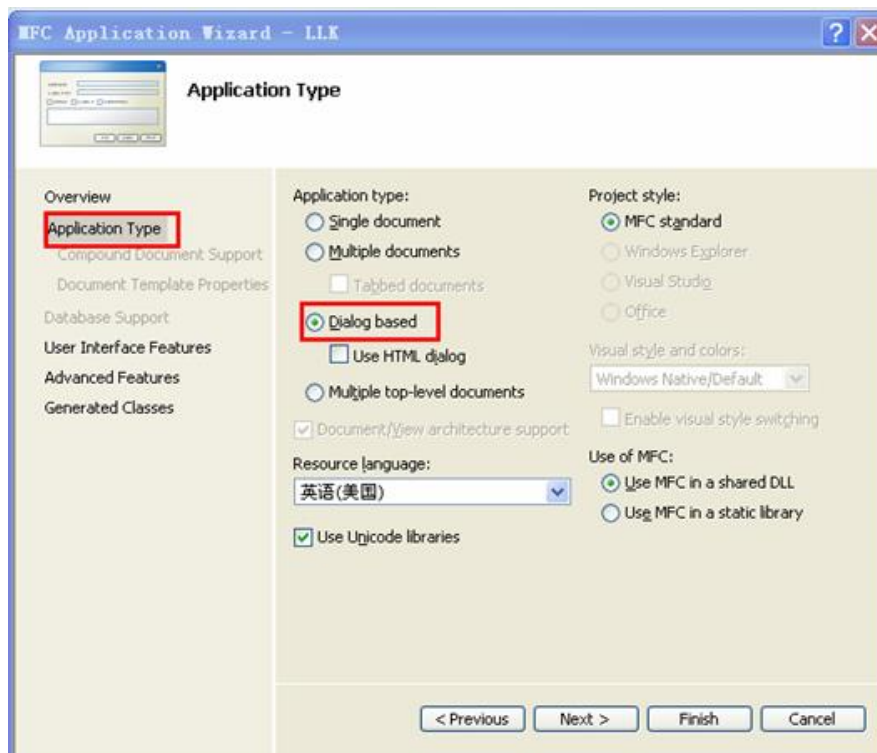 MFC Application Wizard - LLK
Application Type
Overview
Application Type
Compound Document Support
Document Template Properties
Database Support
User Interface Features
Advanced Features
Generated Classes
Application type:
Single document
Multiple documents
Tabbed documents
Dialog based
Use HTML dialog
Multiple top-level documents
Document/View architecture support
Resource language:
英语(美国)
Use Unicode libraries
Project style:
MFC standard
Windows Explorer
Visual Studio
Office
Visual style and colors:
Windows Native/Default
Enable visual style switching
Use of MFC:
Use MFC in a shared DLL
Use MFC in a static library
< Previous
Next >
Finish
Cancel